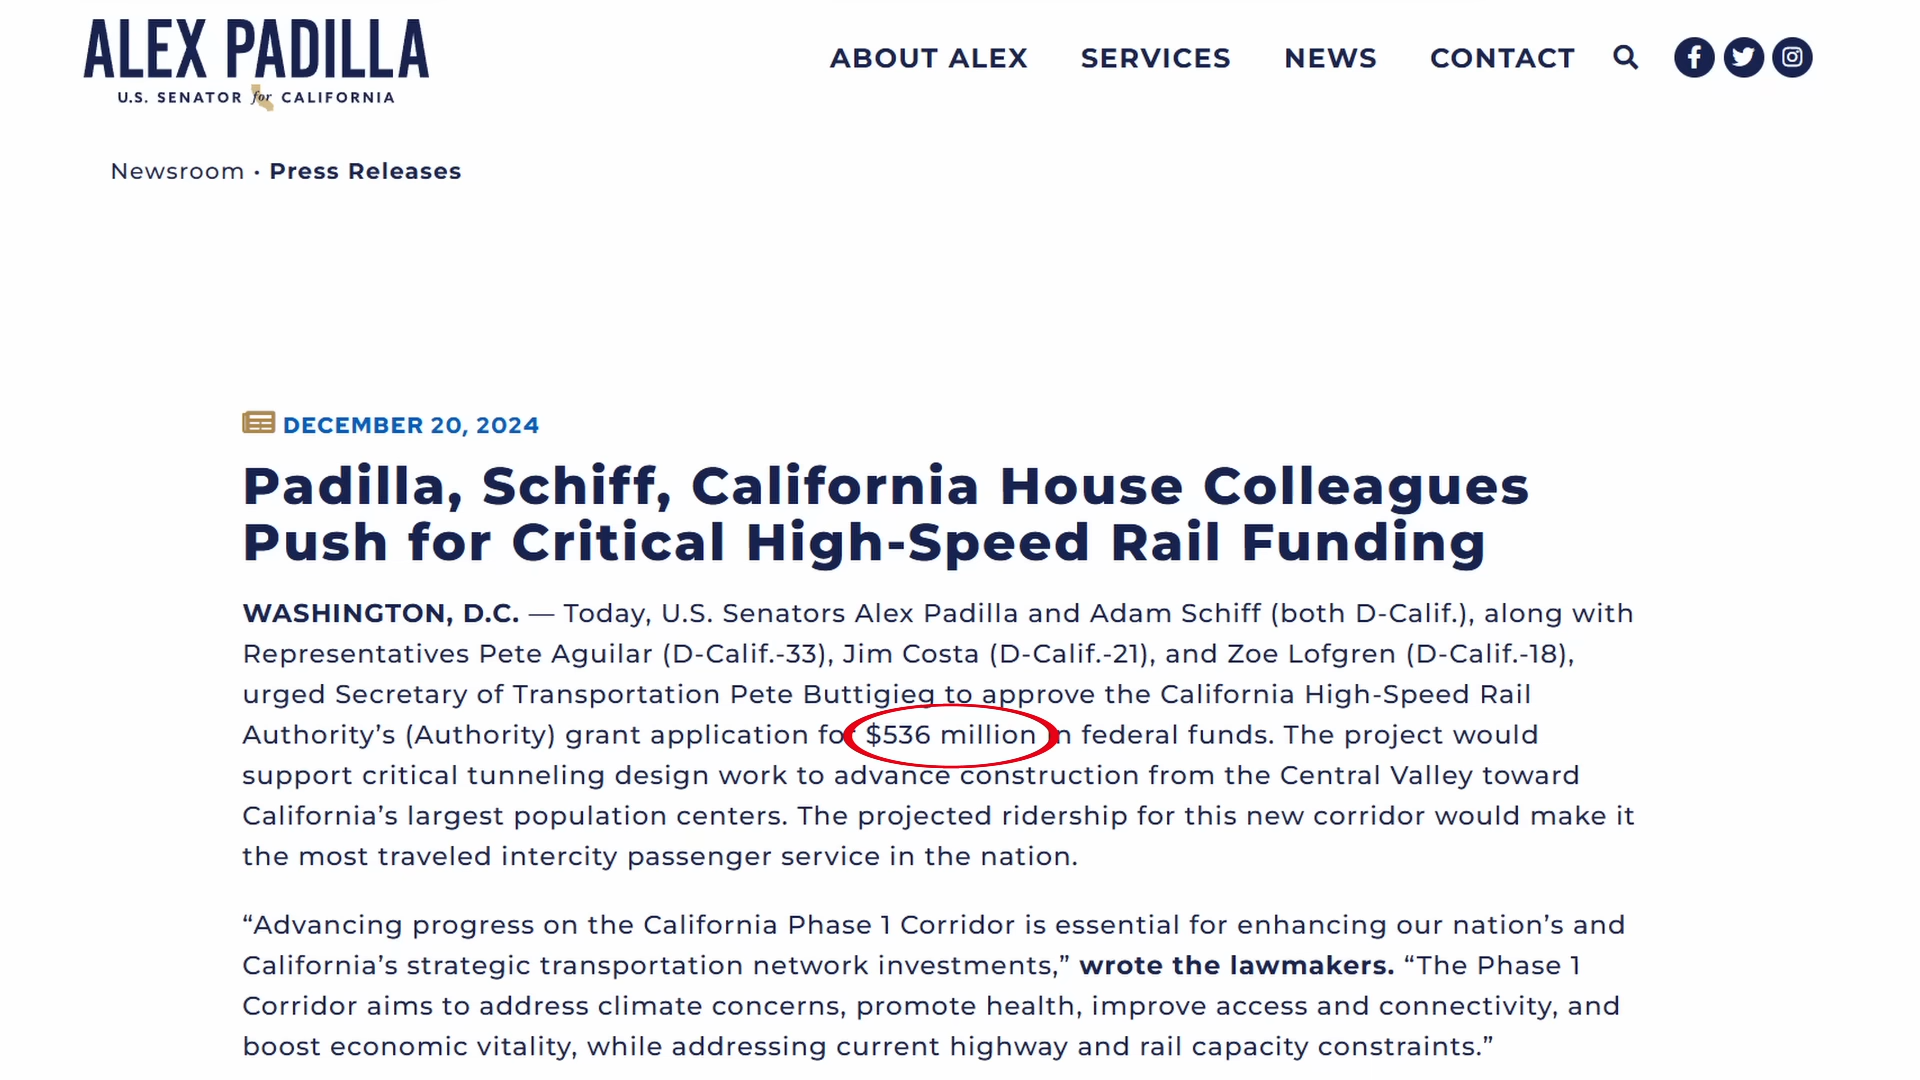 ALEX PADILLA
U.S. SENATOR for CALIFORNIA
ABOUT ALEX SERVICES NEWS CONTACT
Newsroom • Press Releases
DECEMBER 20, 2024
Padilla, Schiff, California House Colleagues
Push for Critical High-Speed Rail Funding
WASHINGTON, D.C. — Today, U.S. Senators Alex Padilla and Adam Schiff (both D-Calif.), along with
Representatives Pete Aguilar (D-Calif.-33), Jim Costa (D-Calif.-21), and Zoe Lofgren (D-Calif.-18),
urged Secretary of Transportation Pete Buttigieg to approve the California High-Speed Rail
Authority’s (Authority) grant application for $536 million in federal funds. The project would
support critical tunneling design work to advance construction from the Central Valley toward
California’s largest population centers. The projected ridership for this new corridor would make it
the most traveled intercity passenger service in the nation.
“Advancing progress on the California Phase 1 Corridor is essential for enhancing our nation’s and
California’s strategic transportation network investments,” wrote the lawmakers. “The Phase 1
Corridor aims to address climate concerns, promote health, improve access and connectivity, and
boost economic vitality, while addressing current highway and rail capacity constraints.”